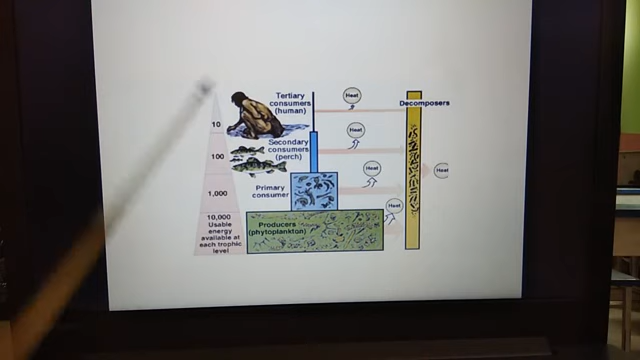 Tertiary
consumers
(human)
Heat
Decomposers
10
Heat
Secondary
consumers
(perch)
100
Heat
Heat
Primary
consumer
1,000
Heat
10,000
Usable
energy
available at
each trophic
level
Producers
(phytoplankton)